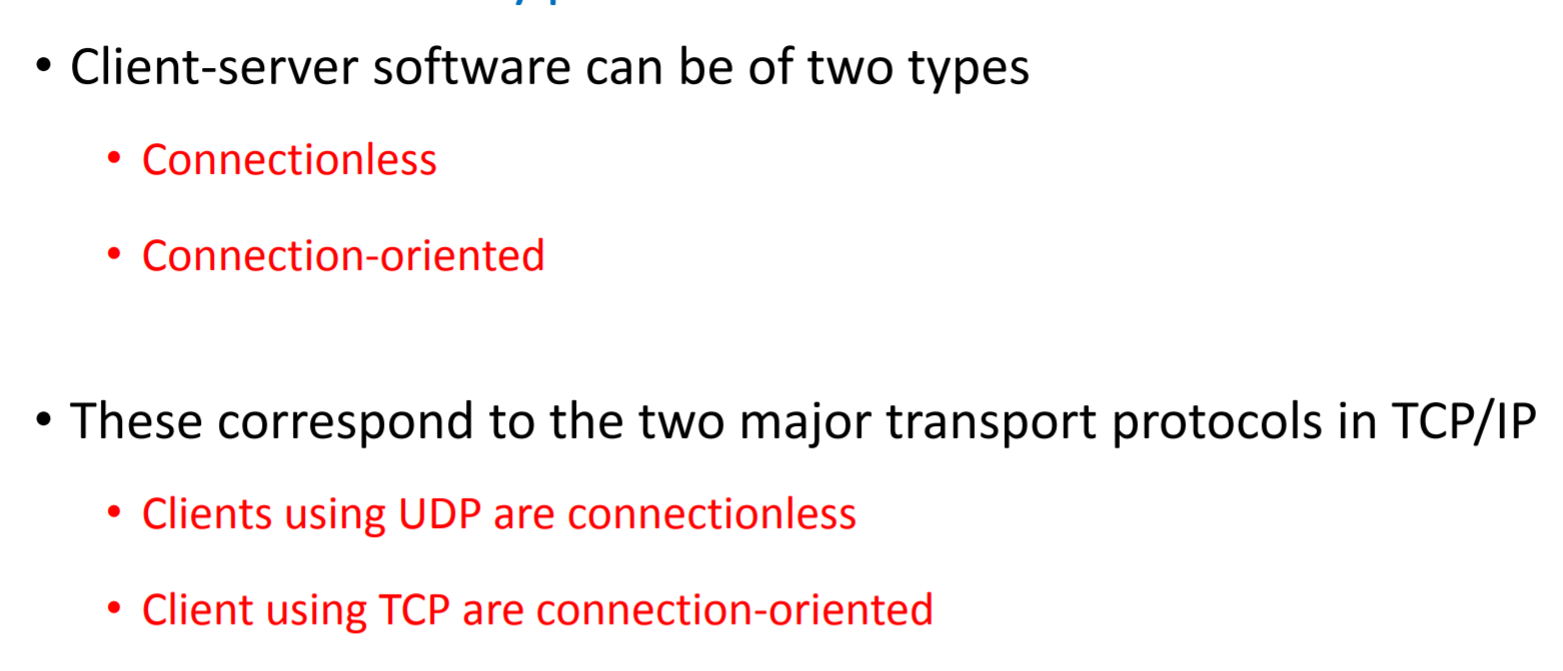 • Client-server software can be of two types
• Connectionless
• Connection-oriented
• These correspond to the two major transport protocols in TCP/IP
• Clients using UDP are connectionless
• Client using TCP are connection-oriented